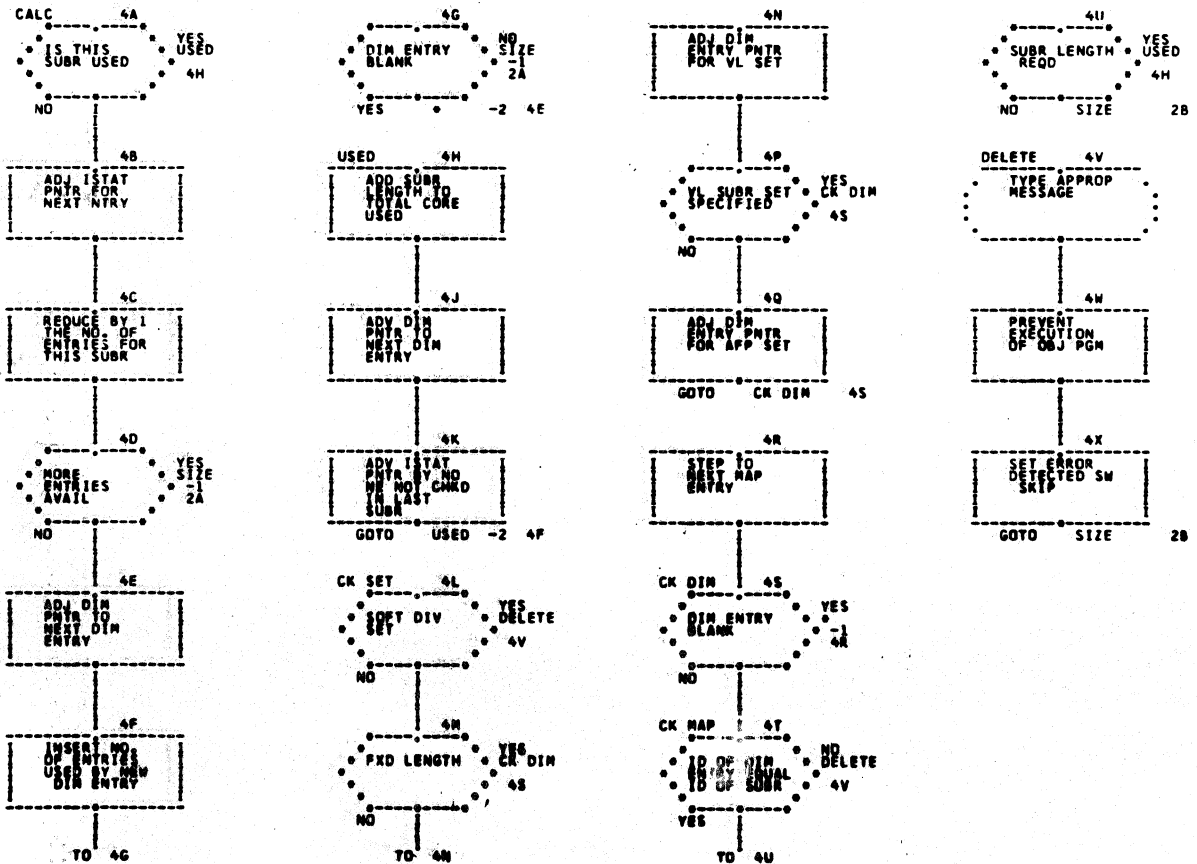 CALC 4A
YES
IS THIS USED
SUBR USED
4H
NO
4B
ADJ ISTAT
PNTR FOR
NEXT NTRY
4C
REDUCE BY 1
THE NO. OF
ENTRIES FOR
THIS SUBR
4D
YES
MORE SIZE
ENTRIES -1
AVAIL 2A
NO
4E
ADJ DIM
PNTR TO
NEXT DIM
ENTRY
4F
INSERT NO.
OF ENTRIES
USED BY NEW
DIM ENTRY
TO 4G
4G
NO
DIM ENTRY SIZE
BLANK -1
2A
YES -2 4E
USED 4H
ADD SUBR
LENGTH TO
TOTAL CORE
USED
4J
ADV DIM
PNTR TO
NEXT DIM
ENTRY
4K
ADV ISTAT
PNTR BY NO
NOT CHKD
IN LAST
SUBR
GOTO USED -2 4F
CK SET 4L
YES
SOFT DIV DELETE
SET
4V
NO
4M
YES
FXD LENGTH CK DIM
4S
NO
TO 4N
4N
ADJ DIM
ENTRY PNTR
FOR VL SET
4P
YES
VL SUBR SET CK DIM
SPECIFIED
4S
NO
4Q
ADJ DIM
ENTRY PNTR
FOR AFP SET
GOTO CK DIM 4S
4R
STEP TO
NEST MAP
ENTRY
CK DIM 4S
YES
DIM ENTRY
BLANK -1
4R
NO
CK MAP 4T
NO
ID OF DIM DELETE
EQUAL
ID OF SUBR 4V
YES
TO 4U
4U
YES
SUBR LENGTH USED
REQD
4H
NO SIZE 2B
DELETE 4V
TYPE APPROP
MESSAGE
4W
PREVENT
EXECUTION
OF OBJ PGM
4X
SET ERROR
DETECTED SW
SKIP
GOTO SIZE 2B